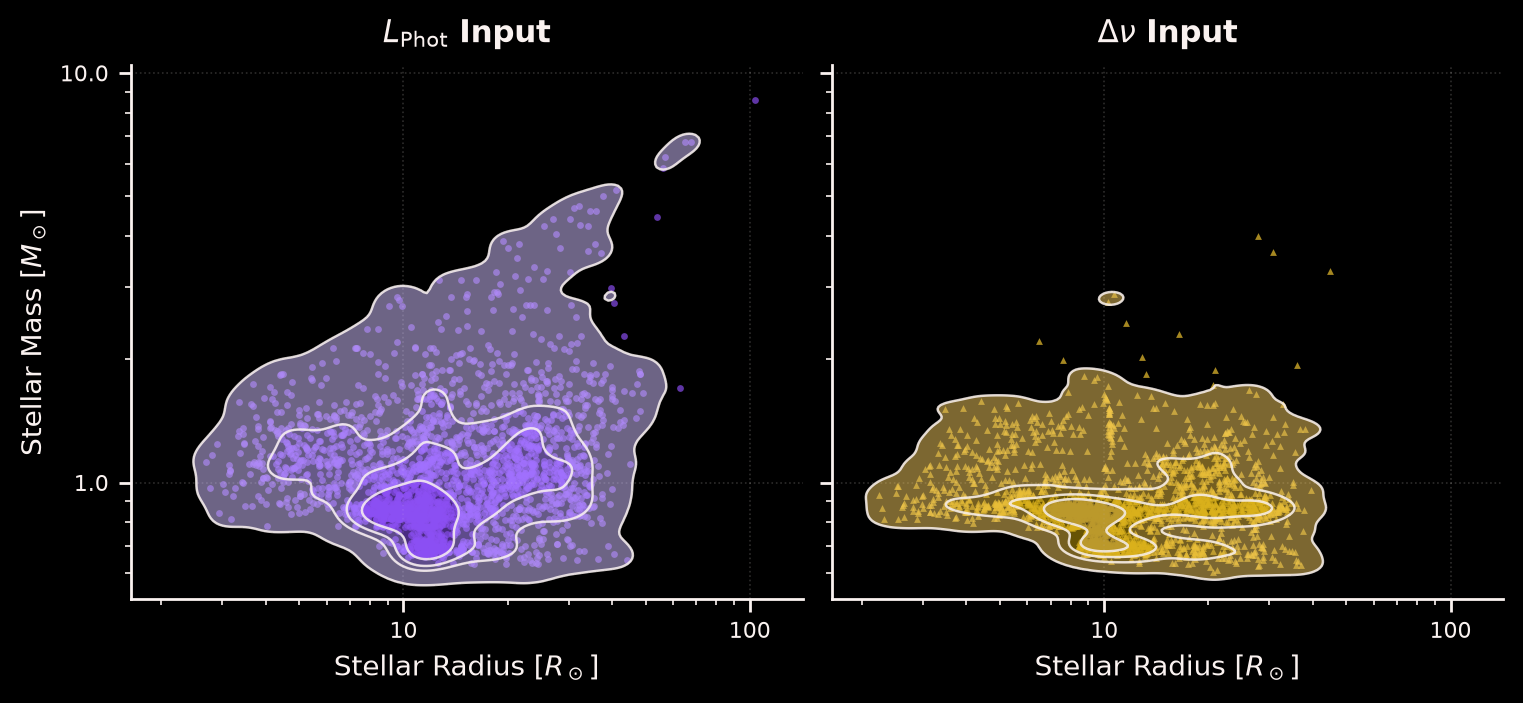 L_Phot Input
Δν Input
10.0
1.0
Stellar Mass [M⊙]
10
100
Stellar Radius [R⊙]
10
100
Stellar Radius [R⊙]